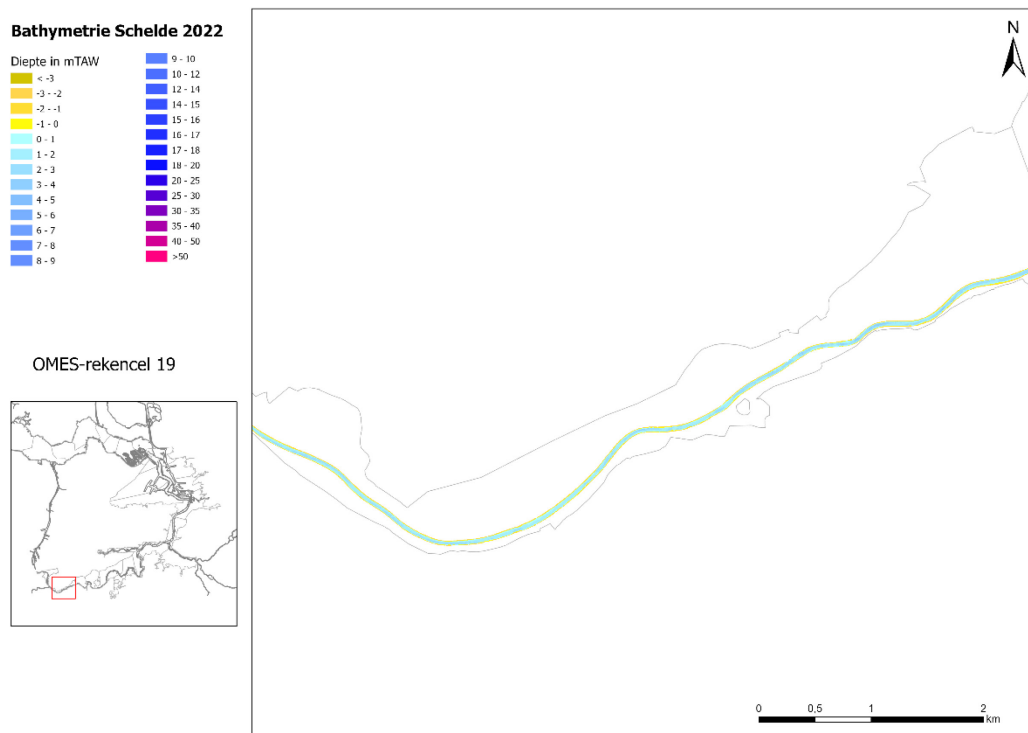 Bathymetrie Schelde 2022
Diepte in mTAW
< -3
-3 - -2
-2 - -1
-1 - 0
0 - 1
1 - 2
2 - 3
3 - 4
4 - 5
5 - 6
6 - 7
7 - 8
8 - 9
9 - 10
10 - 12
12 - 14
14 - 15
15 - 16
16 - 17
17 - 18
18 - 20
20 - 25
25 - 30
30 - 35
35 - 40
40 - 50
>50
OMES-rekencel 19
N
0 0,5 1 2
km